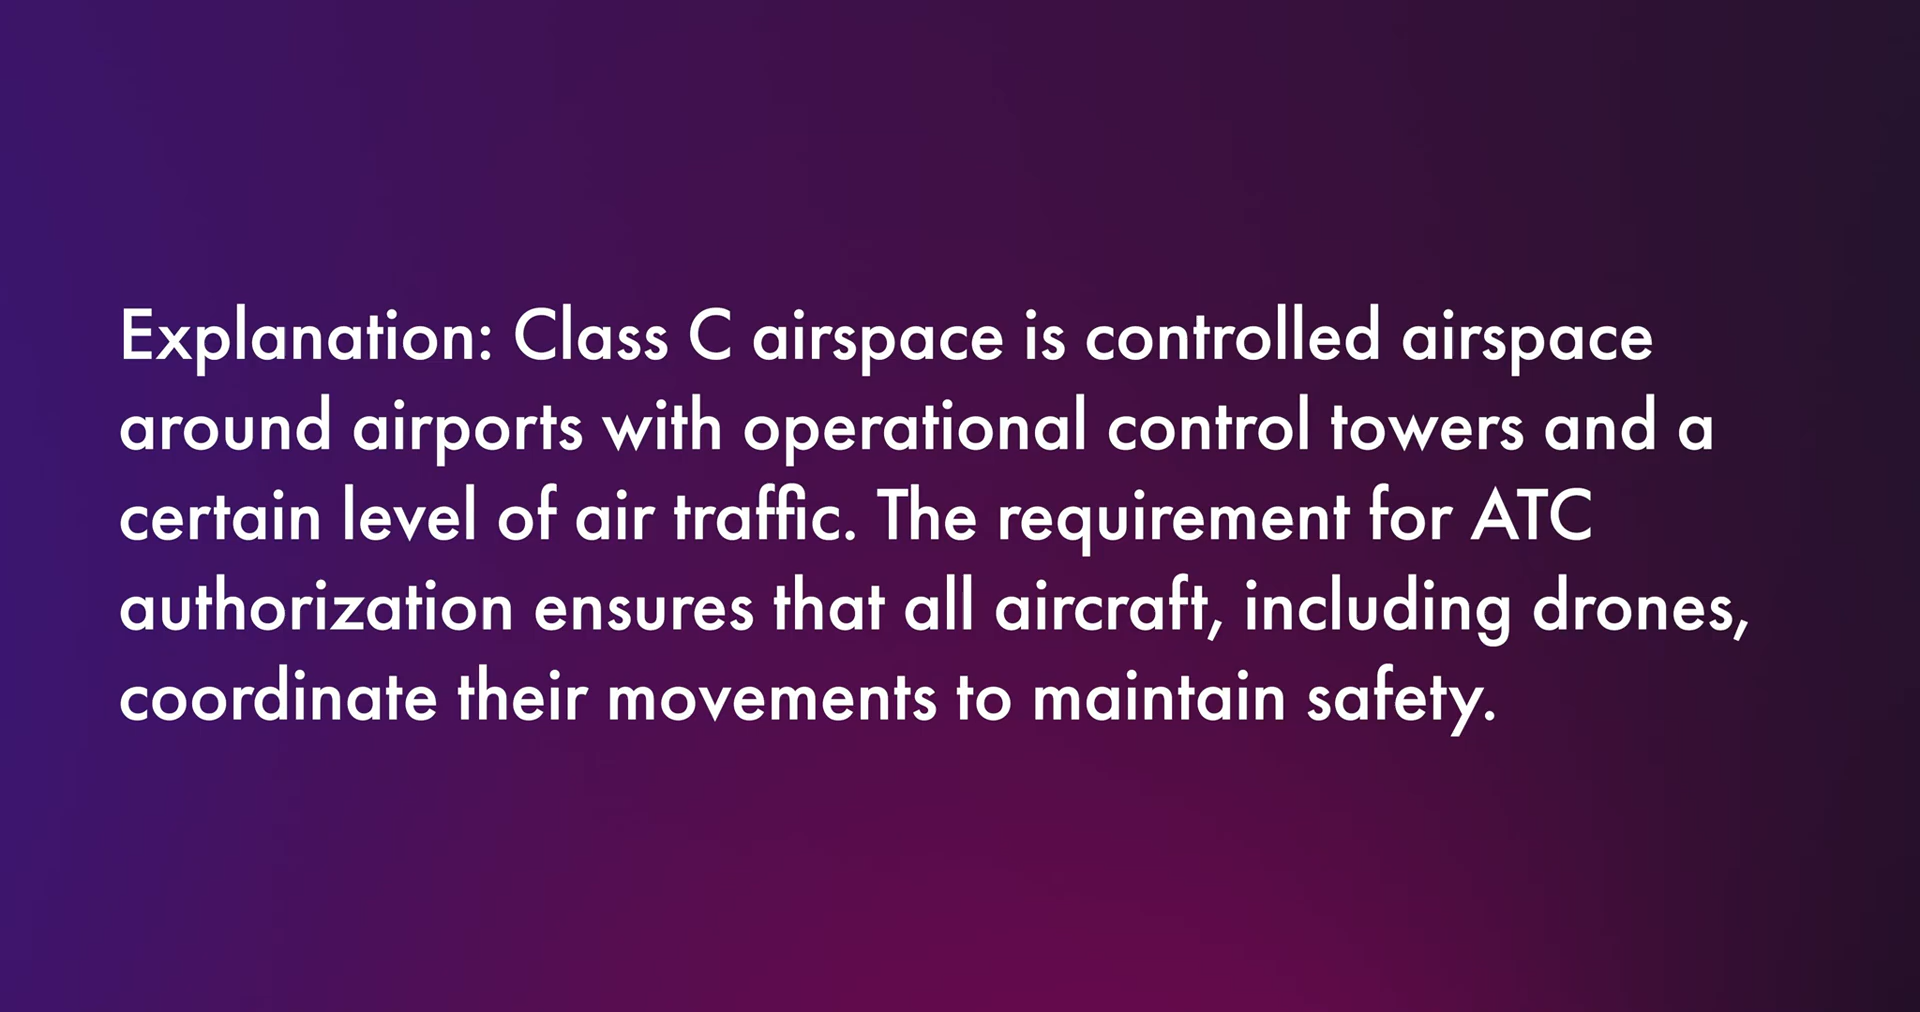 Explanation: Class C airspace is controlled airspace
around airports with operational control towers and a
certain level of air traffic. The requirement for ATC
authorization ensures that all aircraft, including drones,
coordinate their movements to maintain safety.